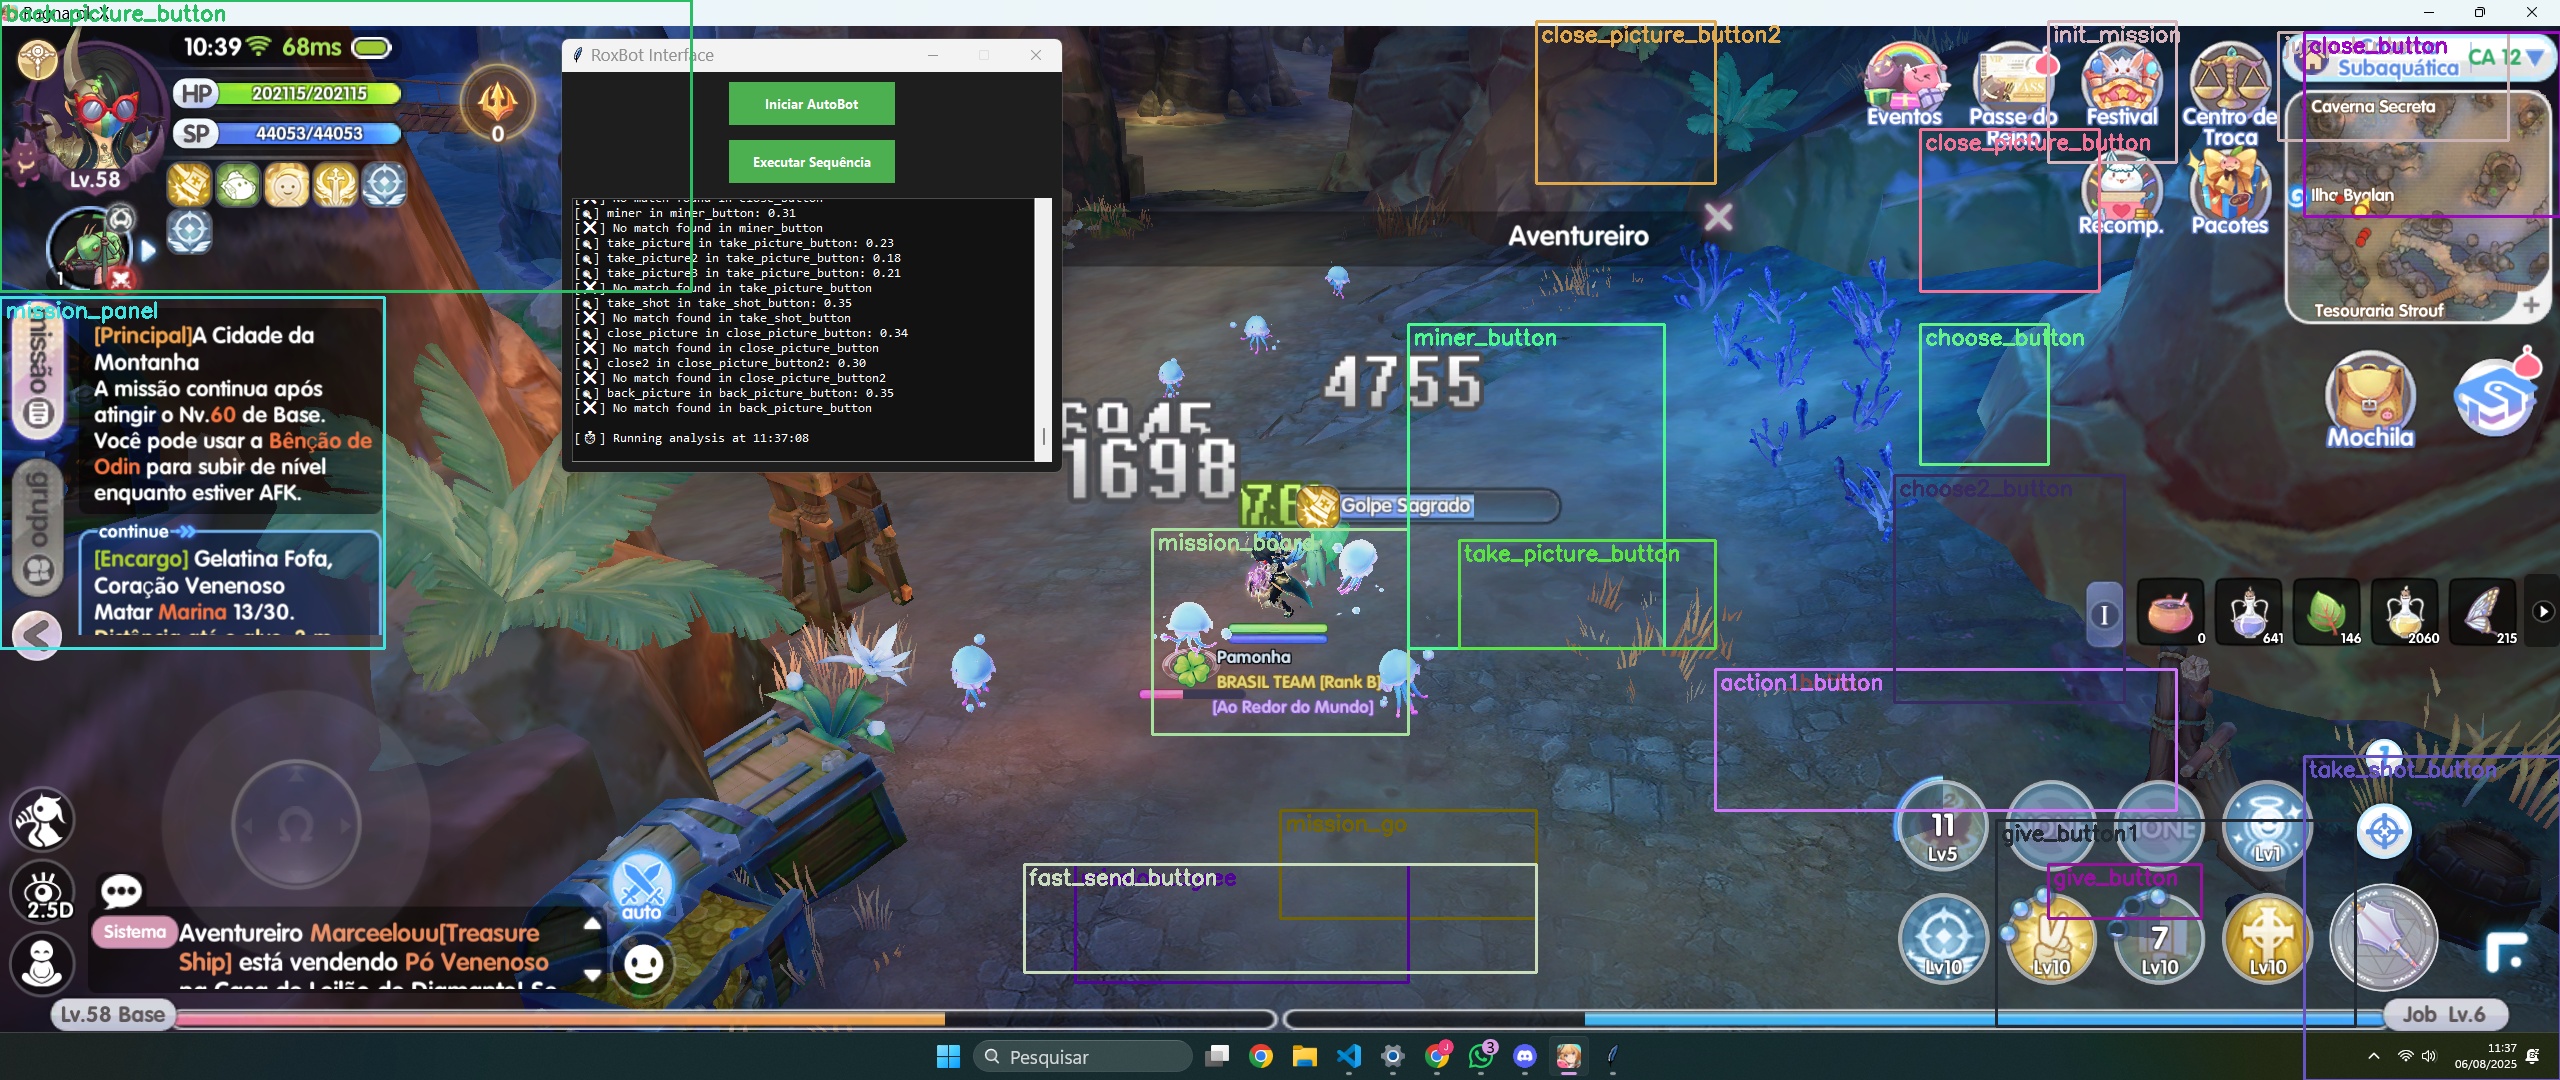 back_picture_button
10:39
68ms
HP
202115/202115
SP
44053/44053
0
Lv.58
1
RoxBot Interface
Iniciar AutoBot
Executar Sequência
[🔍] miner in miner_button: 0.31
[❌] No match found in miner_button
[🔍] take_picture in take_picture_button: 0.23
[🔍] take_picture2 in take_picture_button: 0.18
[🔍] take_picture3 in take_picture_button: 0.21
[❌] No match found in take_picture_button
[🔍] take_shot in take_shot_button: 0.35
[❌] No match found in take_shot_button
[🔍] close_picture in close_picture_button: 0.34
[❌] No match found in close_picture_button
[🔍] close2 in close_picture_button2: 0.30
[❌] No match found in close_picture_button2
[🔍] back_picture in back_picture_button: 0.35
[❌] No match found in back_picture_button
[⏱] Running analysis at 11:37:08
close_picture_button2
init_mission
close_button
Subaquática
CA 12
Eventos
Passe do
Reino
Festival
Centro de
Troca
close_picture_button
Recomp.
Pacotes
Caverna Secreta
Ilha Byalan
Tesouraria Strouf
Aventureiro
mission_panel
missão
grupo
[Principal]A Cidade da
Montanha
A missão continua após
atingir o Nv.60 de Base.
Você pode usar a Bênção de
Odin para subir de nível
enquanto estiver AFK.
continue
[Encargo] Gelatina Fofa,
Coração Venenoso
Matar Marina 13/30.
miner_button
choose_button
4755
1698
Mochila
Golpe Sagrado
choose2_button
mission_board
take_picture_button
I
0
641
146
2060
215
Pamonha
BRASIL TEAM [Rank B]
[Ao Redor do Mundo]
action1_button
take_shot_button
mission_go
give_button1
11
Lv5
Lv1
fast_send_button
give_button
2.5D
auto
Sistema
Aventureiro Marceelouu[Treasure
Ship] está vendendo Pó Venenoso
Lv10
Lv10
7
Lv10
Lv10
Lv.58 Base
Job Lv.6
Pesquisar
3
11:37
06/08/2025